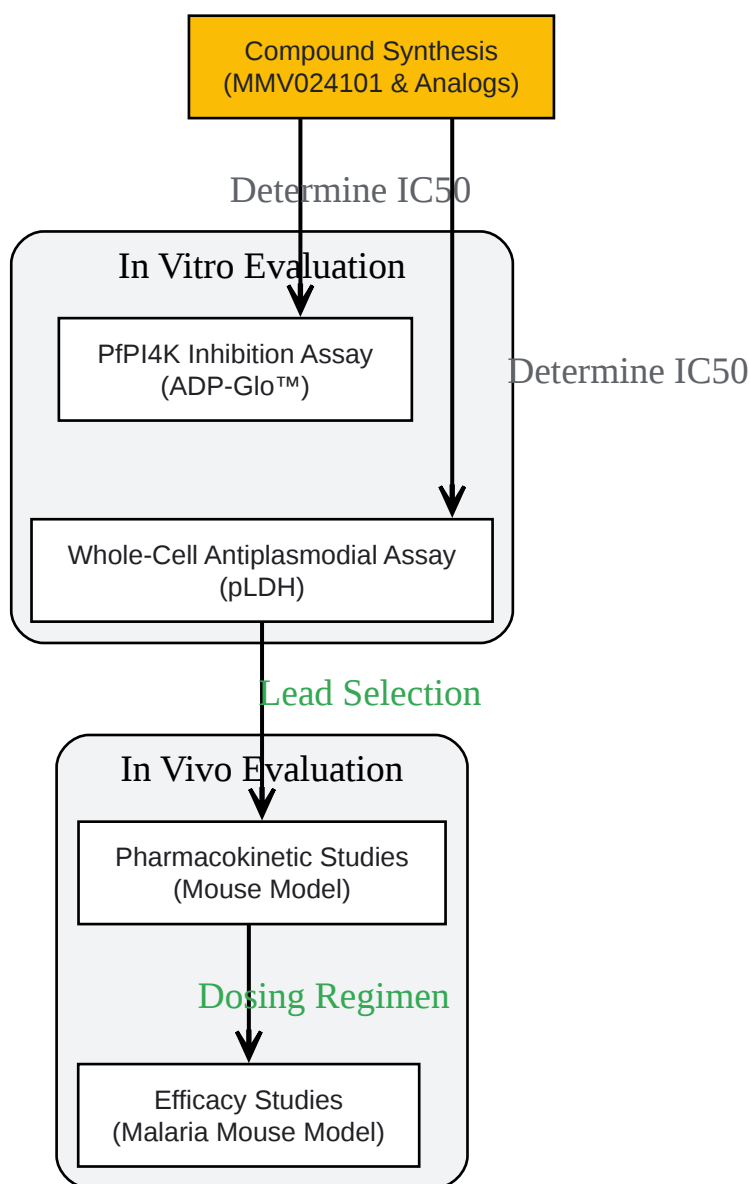 Compound Synthesis
(MMV024101 & Analogs)
Determine IC50
In Vitro Evaluation
PfPI4K Inhibition Assay
(ADP-Glo™)
Determine IC50
Whole-Cell Antiplasmodial Assay
(pLDH)
Lead Selection
In Vivo Evaluation
Pharmacokinetic Studies
(Mouse Model)
Dosing Regimen
Efficacy Studies
(Malaria Mouse Model)